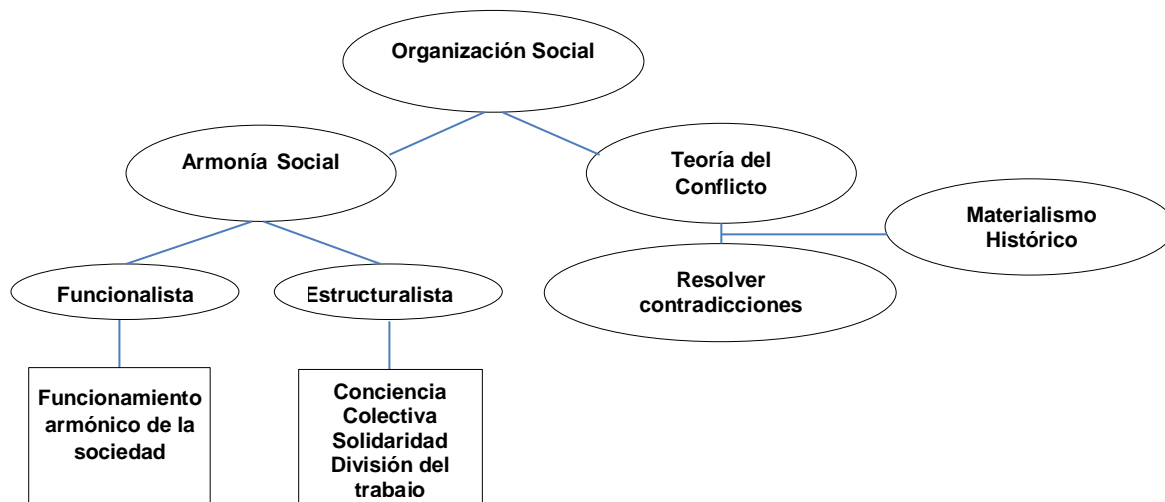 Organización Social
Armonía Social
Teoría del
Conflicto
Materialismo
Histórico
Funcionalista
Estructuralista
Resolver
contradicciones
Funcionamiento
armónico de la
sociedad
Conciencia
Colectiva
Solidaridad
División del
trabajo